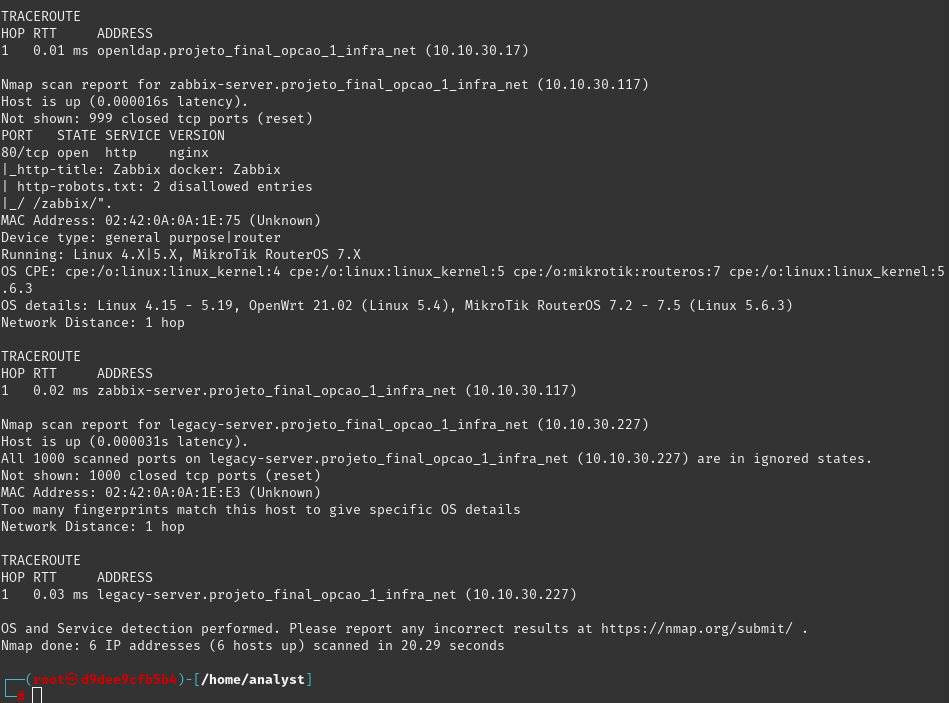 TRACEROUTE
HOP RTT     ADDRESS
1   0.01 ms openldap.projeto_final_opcao_1_infra_net (10.10.30.17)

Nmap scan report for zabbix-server.projeto_final_opcao_1_infra_net (10.10.30.117)
Host is up (0.000016s latency).
Not shown: 999 closed tcp ports (reset)
PORT   STATE SERVICE VERSION
80/tcp open  http    nginx
|_http-title: Zabbix docker: Zabbix
| http-robots.txt: 2 disallowed entries
|_/ /zabbix/".
MAC Address: 02:42:0A:0A:1E:75 (Unknown)
Device type: general purpose|router
Running: Linux 4.X|5.X, MikroTik RouterOS 7.X
OS CPE: cpe:/o:linux:linux_kernel:4 cpe:/o:linux:linux_kernel:5 cpe:/o:mikrotik:routeros:7 cpe:/o:linux:linux_kernel:5
.6.3
OS details: Linux 4.15 - 5.19, OpenWrt 21.02 (Linux 5.4), MikroTik RouterOS 7.2 - 7.5 (Linux 5.6.3)
Network Distance: 1 hop

TRACEROUTE
HOP RTT     ADDRESS
1   0.02 ms zabbix-server.projeto_final_opcao_1_infra_net (10.10.30.117)

Nmap scan report for legacy-server.projeto_final_opcao_1_infra_net (10.10.30.227)
Host is up (0.000031s latency).
All 1000 scanned ports on legacy-server.projeto_final_opcao_1_infra_net (10.10.30.227) are in ignored states.
Not shown: 1000 closed tcp ports (reset)
MAC Address: 02:42:0A:0A:1E:E3 (Unknown)
Too many fingerprints match this host to give specific OS details
Network Distance: 1 hop

TRACEROUTE
HOP RTT     ADDRESS
1   0.03 ms legacy-server.projeto_final_opcao_1_infra_net (10.10.30.227)

OS and Service detection performed. Please report any incorrect results at https://nmap.org/submit/ .
Nmap done: 6 IP addresses (6 hosts up) scanned in 20.29 seconds

┌──(root㉿d9dee9cfb5b4)-[/home/analyst]
└─#